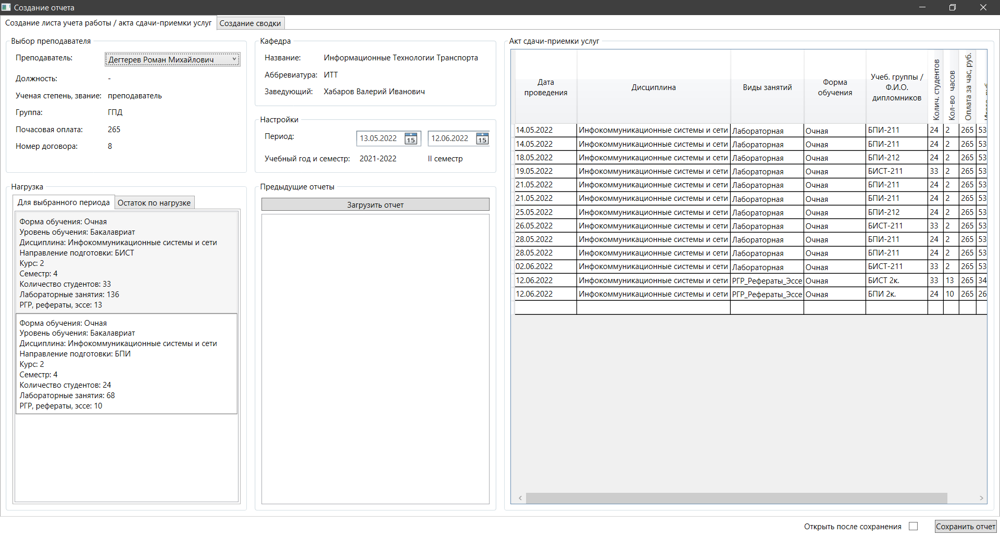 Создание отчета
Создание листа учета работы / акта сдачи-приемки услуг
Создание сводки
Выбор преподавателя
Преподаватель: Дегтерев Роман Михайлович
Должность: -
Ученая степень, звание: преподаватель
Группа: ГПД
Почасовая оплата: 265
Номер договора: 8
Кафедра
Название: Информационные Технологии Транспорта
Аббревиатура: ИТТ
Заведующий: Хабаров Валерий Иванович
Настройки
Период: 13.05.2022 15 12.06.2022 15
Учебный год и семестр: 2021-2022 II семестр
Нагрузка
Для выбранного периода
Остаток по нагрузке
Форма обучения: Очная
Уровень обучения: Бакалавриат
Дисциплина: Инфокоммуникационные системы и сети
Направление подготовки: БИСТ
Курс: 2
Семестр: 4
Количество студентов: 33
Лабораторные занятия: 136
РГР, рефераты, эссе: 13
Форма обучения: Очная
Уровень обучения: Бакалавриат
Дисциплина: Инфокоммуникационные системы и сети
Направление подготовки: БПИ
Курс: 2
Семестр: 4
Количество студентов: 24
Лабораторные занятия: 68
РГР, рефераты, эссе: 10
Предыдущие отчеты
Загрузить отчет
Акт сдачи-приемки услуг
Дата
проведения
Дисциплина
Виды занятий
Форма
обучения
Учеб. группы /
Ф.И.О.
дипломников
Колич. студентов
Кол-во часов
Оплата за час, руб.
14.05.2022 Инфокоммуникационные системы и сети Лабораторная Очная БПИ-211 24 2 265 53
14.05.2022 Инфокоммуникационные системы и сети Лабораторная Очная БПИ-211 24 2 265 53
18.05.2022 Инфокоммуникационные системы и сети Лабораторная Очная БПИ-212 24 2 265 53
19.05.2022 Инфокоммуникационные системы и сети Лабораторная Очная БИСТ-211 33 2 265 53
21.05.2022 Инфокоммуникационные системы и сети Лабораторная Очная БПИ-211 24 2 265 53
21.05.2022 Инфокоммуникационные системы и сети Лабораторная Очная БПИ-211 24 2 265 53
25.05.2022 Инфокоммуникационные системы и сети Лабораторная Очная БПИ-212 24 2 265 53
26.05.2022 Инфокоммуникационные системы и сети Лабораторная Очная БИСТ-211 33 2 265 53
28.05.2022 Инфокоммуникационные системы и сети Лабораторная Очная БПИ-211 24 2 265 53
28.05.2022 Инфокоммуникационные системы и сети Лабораторная Очная БПИ-211 24 2 265 53
02.06.2022 Инфокоммуникационные системы и сети Лабораторная Очная БИСТ-211 33 2 265 53
12.06.2022 Инфокоммуникационные системы и сети РГР_Рефераты_Эссе Очная БИСТ 2к. 33 13 265 34
12.06.2022 Инфокоммуникационные системы и сети РГР_Рефераты_Эссе Очная БПИ 2к. 24 10 265 26
Открыть после сохранения
Сохранить отчет